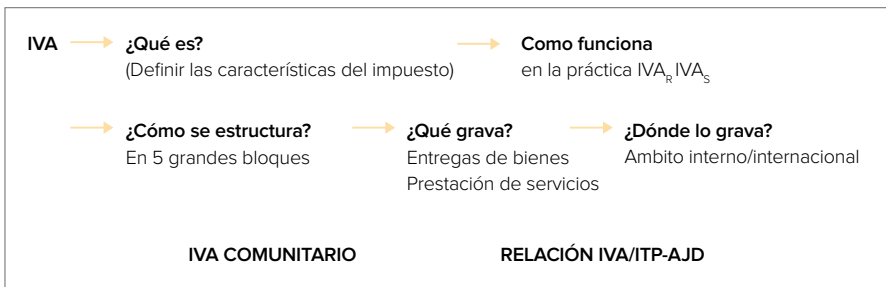 IVA ¿Qué es? Como funciona
(Definir las características del impuesto) en la práctica IVA_R IVA_S
¿Cómo se estructura? ¿Qué grava? ¿Dónde lo grava?
En 5 grandes bloques Entregas de bienes Ambito interno/internacional
Prestación de servicios
IVA COMUNITARIO RELACIÓN IVA/ITP-AJD